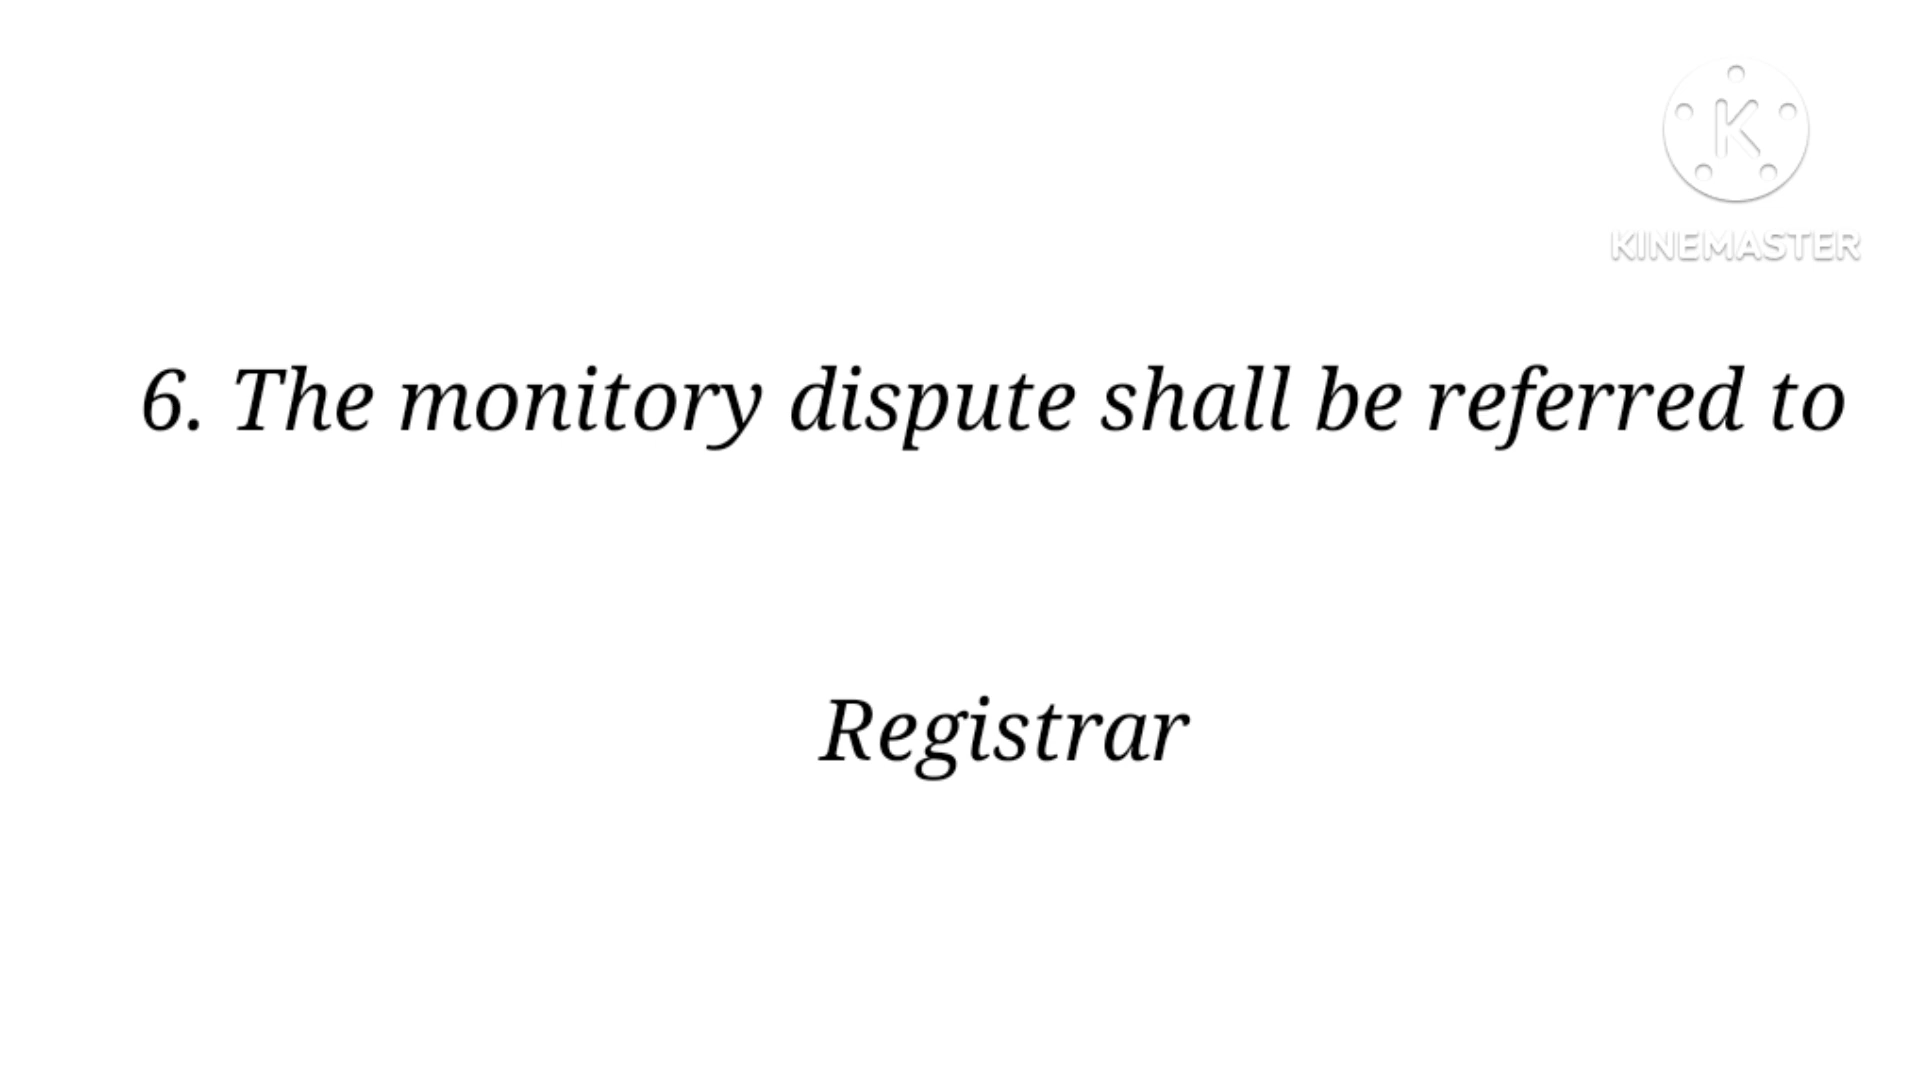 K
KINEMASTER
6. The monitory dispute shall be referred to
Registrar